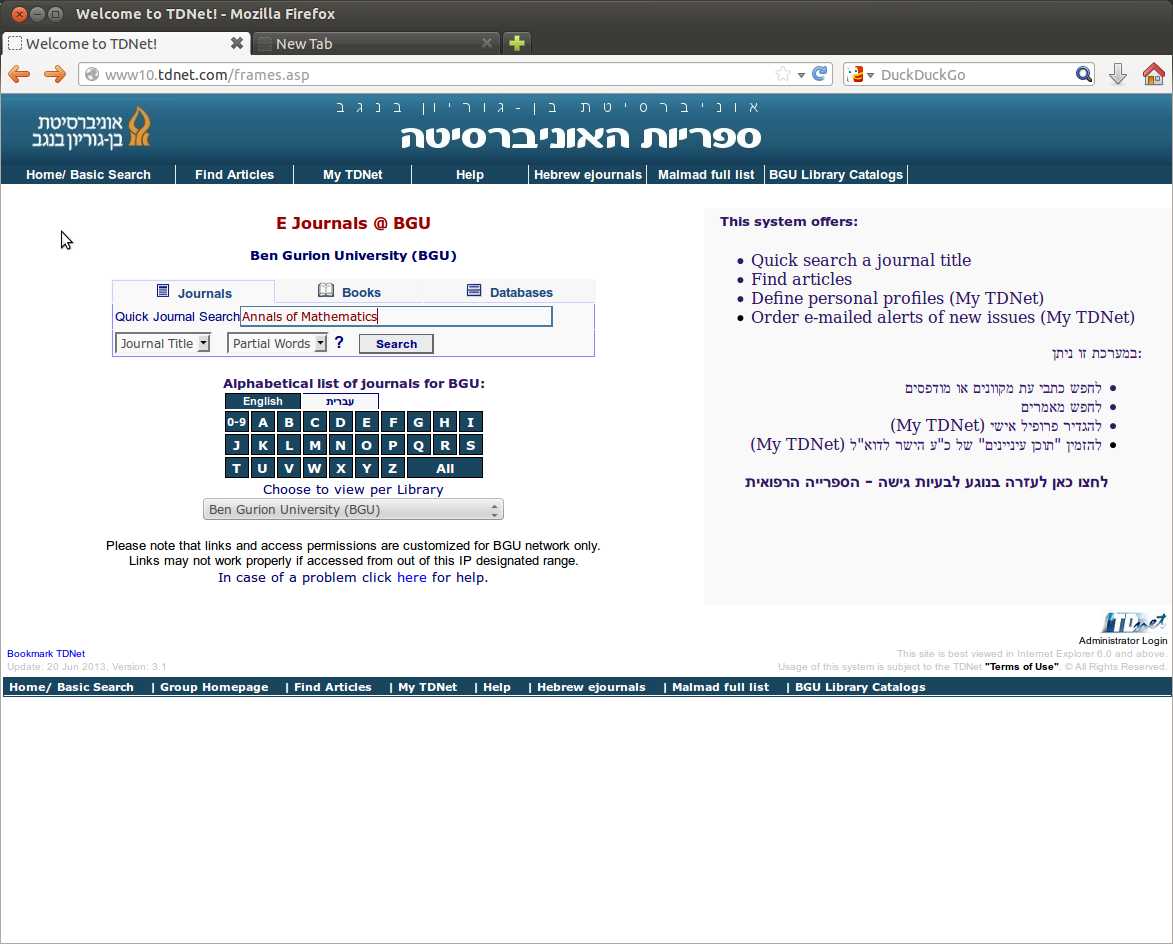 Welcome to TDNet! - Mozilla Firefox
Welcome to TDNet!
New Tab
www10.tdnet.com/frames.asp
DuckDuckGo
אוניברסיטת בן-גוריון בנגב
ספריות האוניברסיטה
אוניברסיטת
בן-גוריון בנגב
Home/ Basic Search
Find Articles
My TDNet
Help
Hebrew ejournals
Malmad full list
BGU Library Catalogs
E Journals @ BGU
Ben Gurion University (BGU)
Journals
Books
Databases
Quick Journal Search Annals of Mathematics
Journal Title Partial Words ? Search
Alphabetical list of journals for BGU:
English עברית
0-9 A B C D E F G H I
J K L M N O P Q R S
T U V W X Y Z All
Choose to view per Library
Ben Gurion University (BGU)
Please note that links and access permissions are customized for BGU network only.
Links may not work properly if accessed from out of this IP designated range.
In case of a problem click here for help.
This system offers:
• Quick search a journal title
• Find articles
• Define personal profiles (My TDNet)
• Order e-mailed alerts of new issues (My TDNet)
במערכת זו ניתן:
• לחפש כתבי עת מקוונים או מודפסים
• לחפש מאמרים
• להגדיר פרופיל אישי (My TDNet)
• להזמין "תוכן עיניינים" של כ"ע הישר לדוא"ל (My TDNet)
לחצו כאן לעזרה בנוגע לבעיות גישה - הספרייה הרפואית
TDnet
Administrator Login
Bookmark TDNet
Update: 20 Jun 2013, Version: 3.1
This site is best viewed in Internet Explorer 6.0 and above.
Usage of this system is subject to the TDNet "Terms of Use". © All Rights Reserved.
Home/ Basic Search | Group Homepage | Find Articles | My TDNet | Help | Hebrew ejournals | Malmad full list | BGU Library Catalogs